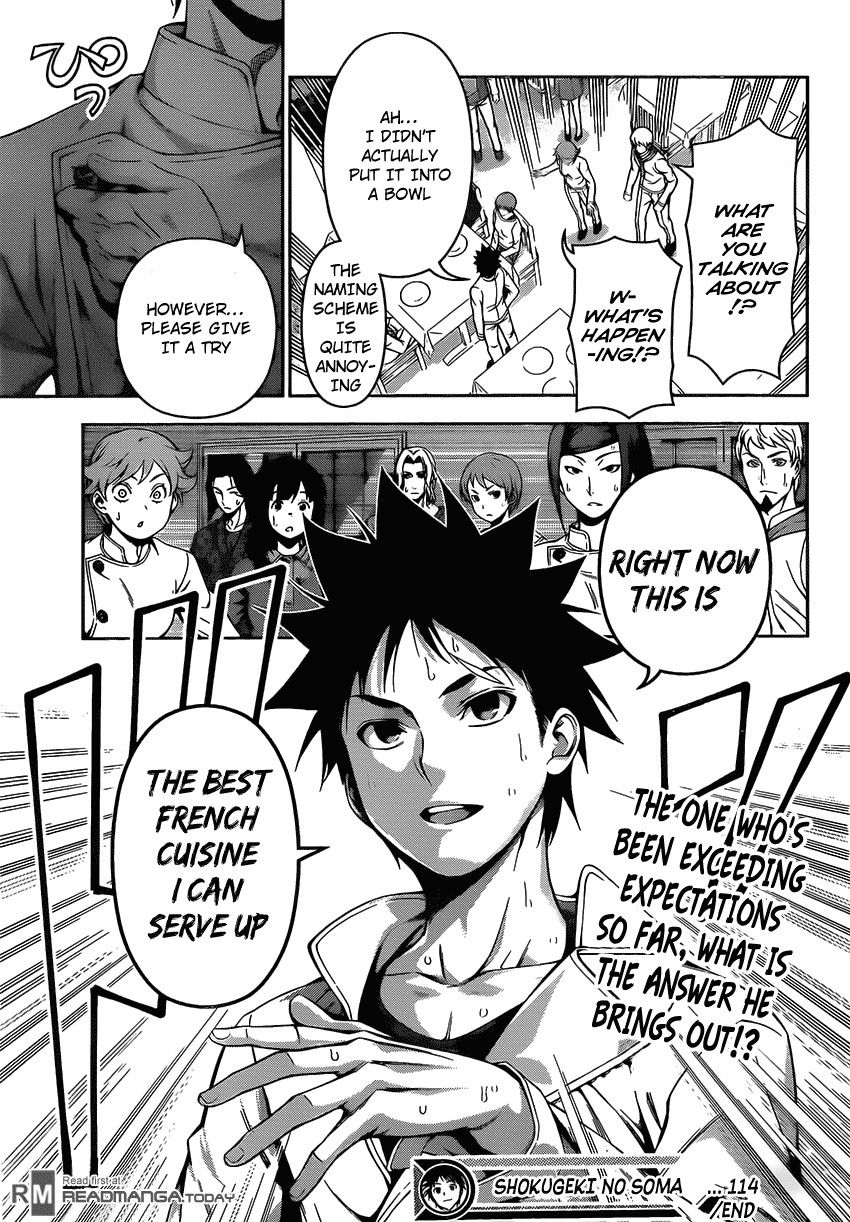 WHAT
ARE
YOU
TALKING
ABOUT
!?
W-
WHAT'S
HAPPEN
-ING!?
AH...
I DIDN'T
ACTUALLY
PUT IT INTO
A BOWL
THE
NAMING
SCHEME
IS
QUITE
ANNOY-
ING
ぴらっ
HOWEVER...
PLEASE GIVE
IT A TRY
RIGHT NOW
THIS IS
THE BEST
FRENCH
CUISINE
I CAN
SERVE UP
THE ONE WHO'S
BEEN EXCEEDING
EXPECTATIONS
SO FAR, WHAT IS
THE ANSWER HE
BRINGS OUT!?
SHOKUGEKI NO SOMA ...114
/END
RM
Read first at
READMANGA.TODAY